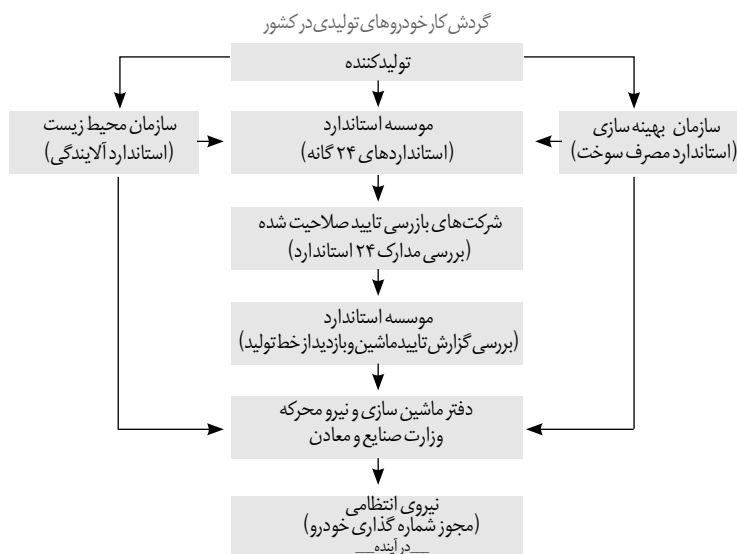 گردش کار خودروهای تولیدی در کشور
تولیدکننده
سازمان بهینه سازی
(استاندارد مصرف سوخت)
موسسه استاندارد
(استانداردهای ۲۴ گانه)
سازمان محیط زیست
(استاندارد آلایندگی)
شرکت‌های بازرسی تایید صلاحیت شده
(بررسی مدارک ۲۴ استاندارد)
موسسه استاندارد
(بررسی گزارش تایید ماشین و بازدید از خط تولید)
دفتر ماشین سازی و نیرو محرکه
وزارت صنایع و معادن
نیروی انتظامی
(مجوز شماره گذاری خودرو)
__در آینده__